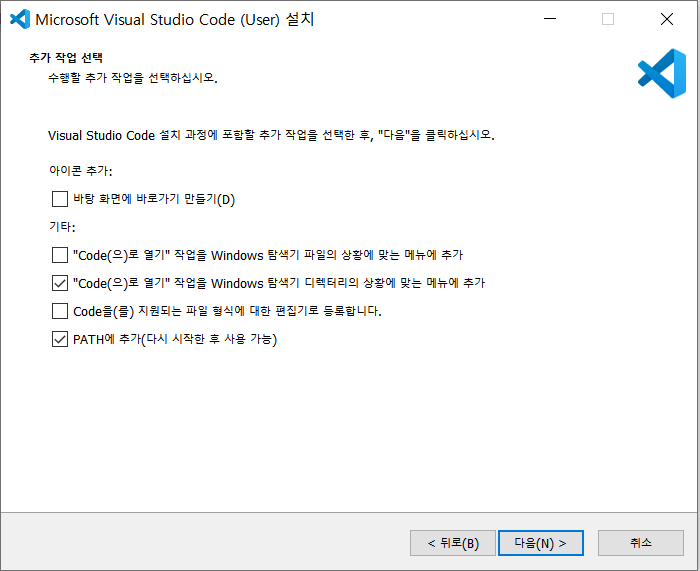 Microsoft Visual Studio Code (User) 설치
추가 작업 선택
수행할 추가 작업을 선택하십시오.
Visual Studio Code 설치 과정에 포함할 추가 작업을 선택한 후, "다음"을 클릭하십시오.
아이콘 추가:
바탕 화면에 바로가기 만들기(D)
기타:
"Code(으)로 열기" 작업을 Windows 탐색기 파일의 상황에 맞는 메뉴에 추가
"Code(으)로 열기" 작업을 Windows 탐색기 디렉터리의 상황에 맞는 메뉴에 추가
Code을(를) 지원되는 파일 형식에 대한 편집기로 등록합니다.
PATH에 추가(다시 시작한 후 사용 가능)
< 뒤로(B) 다음(N) > 취소